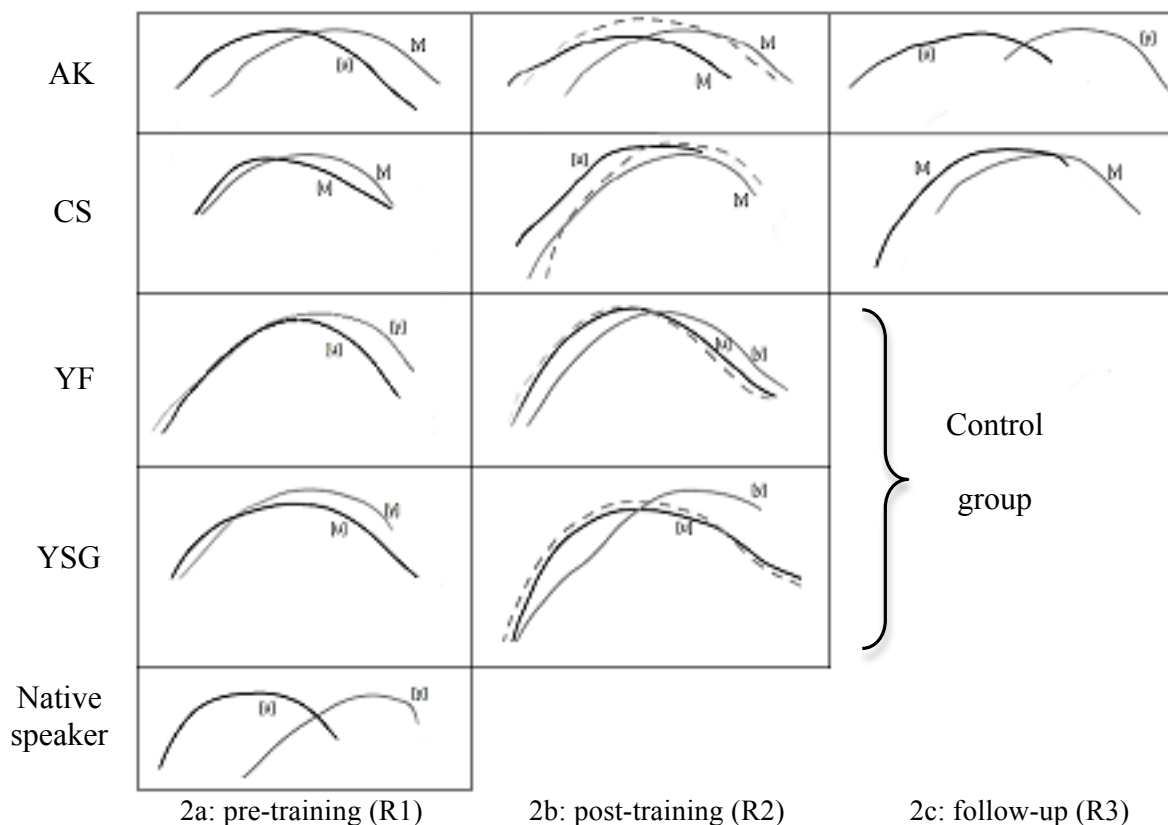 AK
[u]
[u]
[y]
CS
[u]
YF
[y]
[u]
[u]
[y]
Control
group
YSG
[y]
[u]
[y]
[u]
Native
speaker
[u]
[y]
2a: pre-training (R1)
2b: post-training (R2)
2c: follow-up (R3)